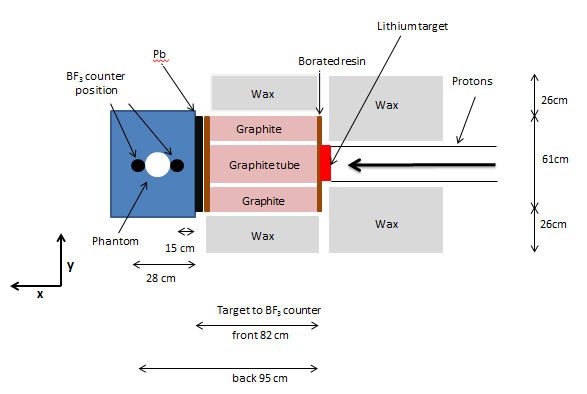 Lithium target
Pb
Borated resin
BF3 counter
position
Protons
Wax
Wax
26cm
Graphite
Graphite tube
61cm
Graphite
Phantom
Wax
Wax
26cm
15 cm
28 cm
y
x
Target to BF3 counter
front 82 cm
back 95 cm